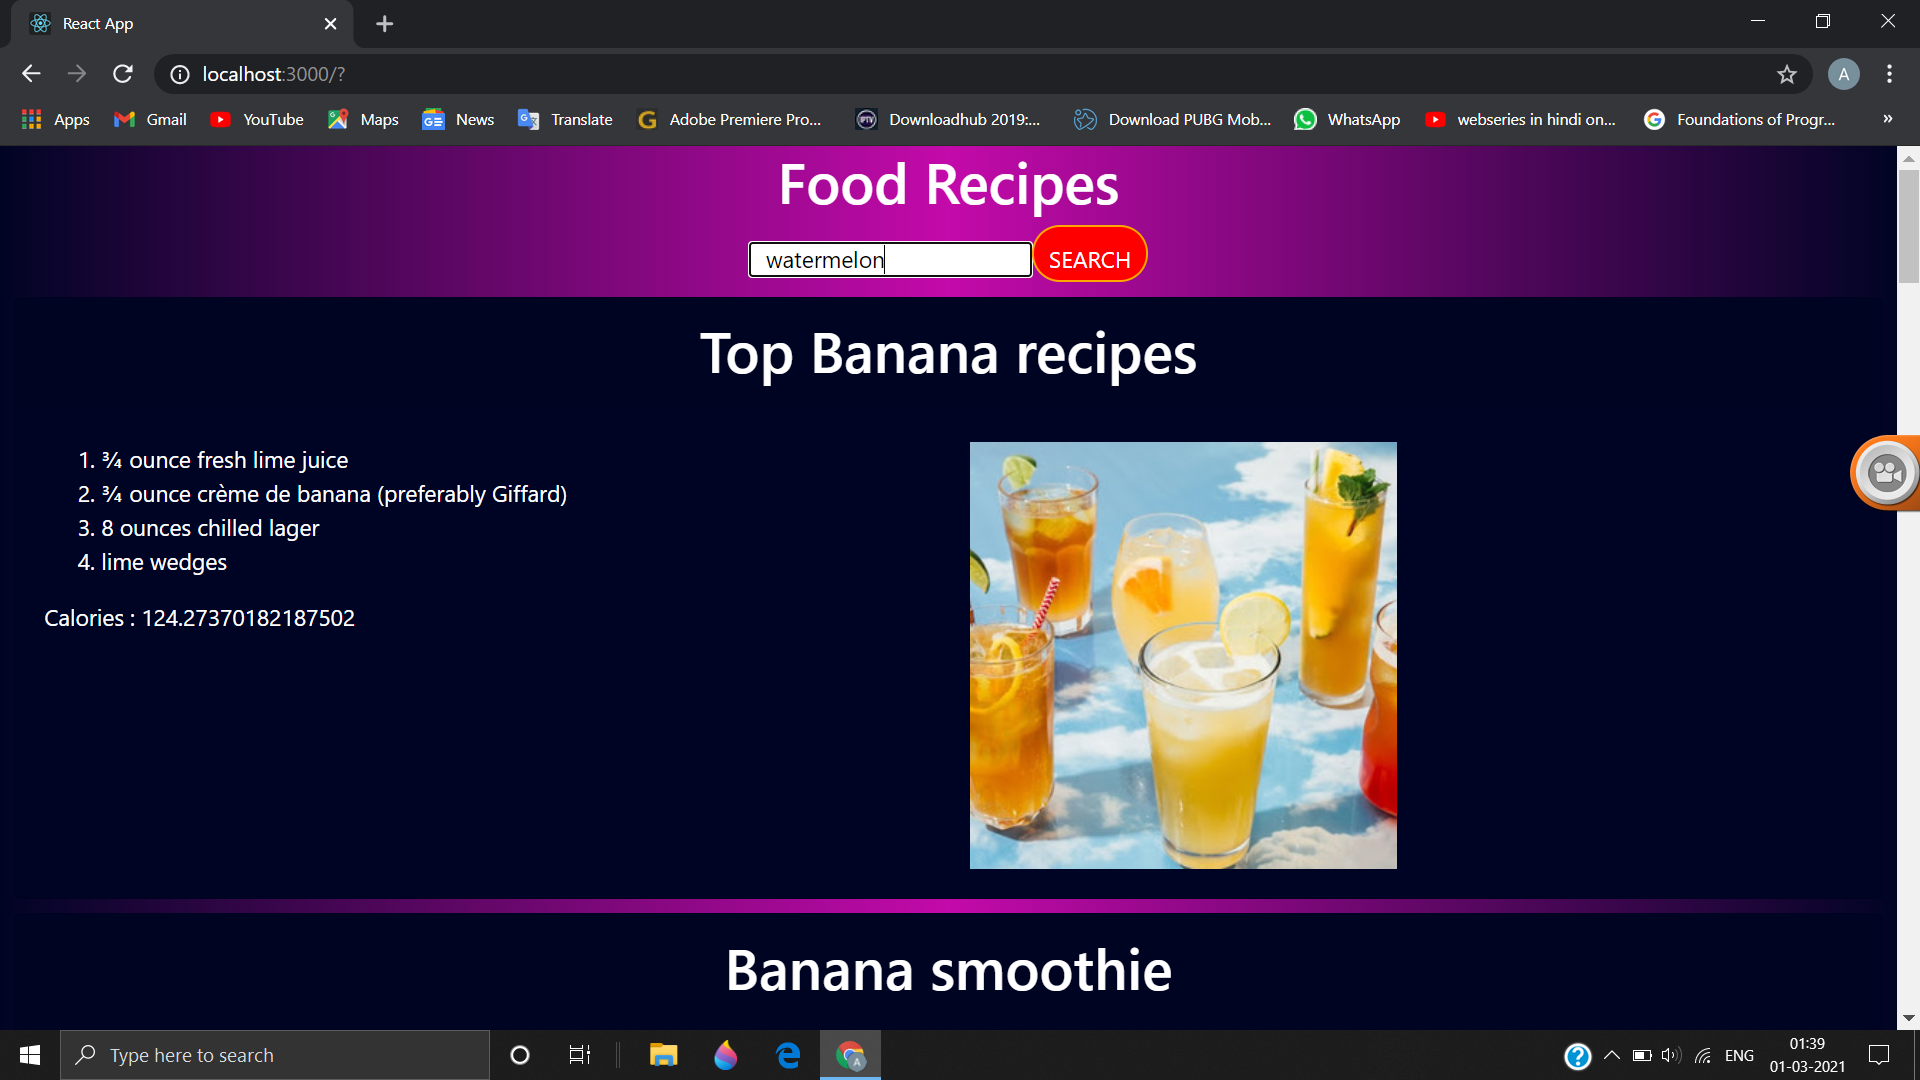 React App
localhost:3000/?
A
Apps Gmail YouTube Maps News Translate Adobe Premiere Pro... Downloadhub 2019:... Download PUBG Mob... WhatsApp webseries in hindi on... Foundations of Progr... »
Food Recipes
watermelon SEARCH
Top Banana recipes
1. ¾ ounce fresh lime juice
2. ¾ ounce crème de banana (preferably Giffard)
3. 8 ounces chilled lager
4. lime wedges
Calories : 124.27370182187502
Banana smoothie
Type here to search
ENG
01:39
01-03-2021